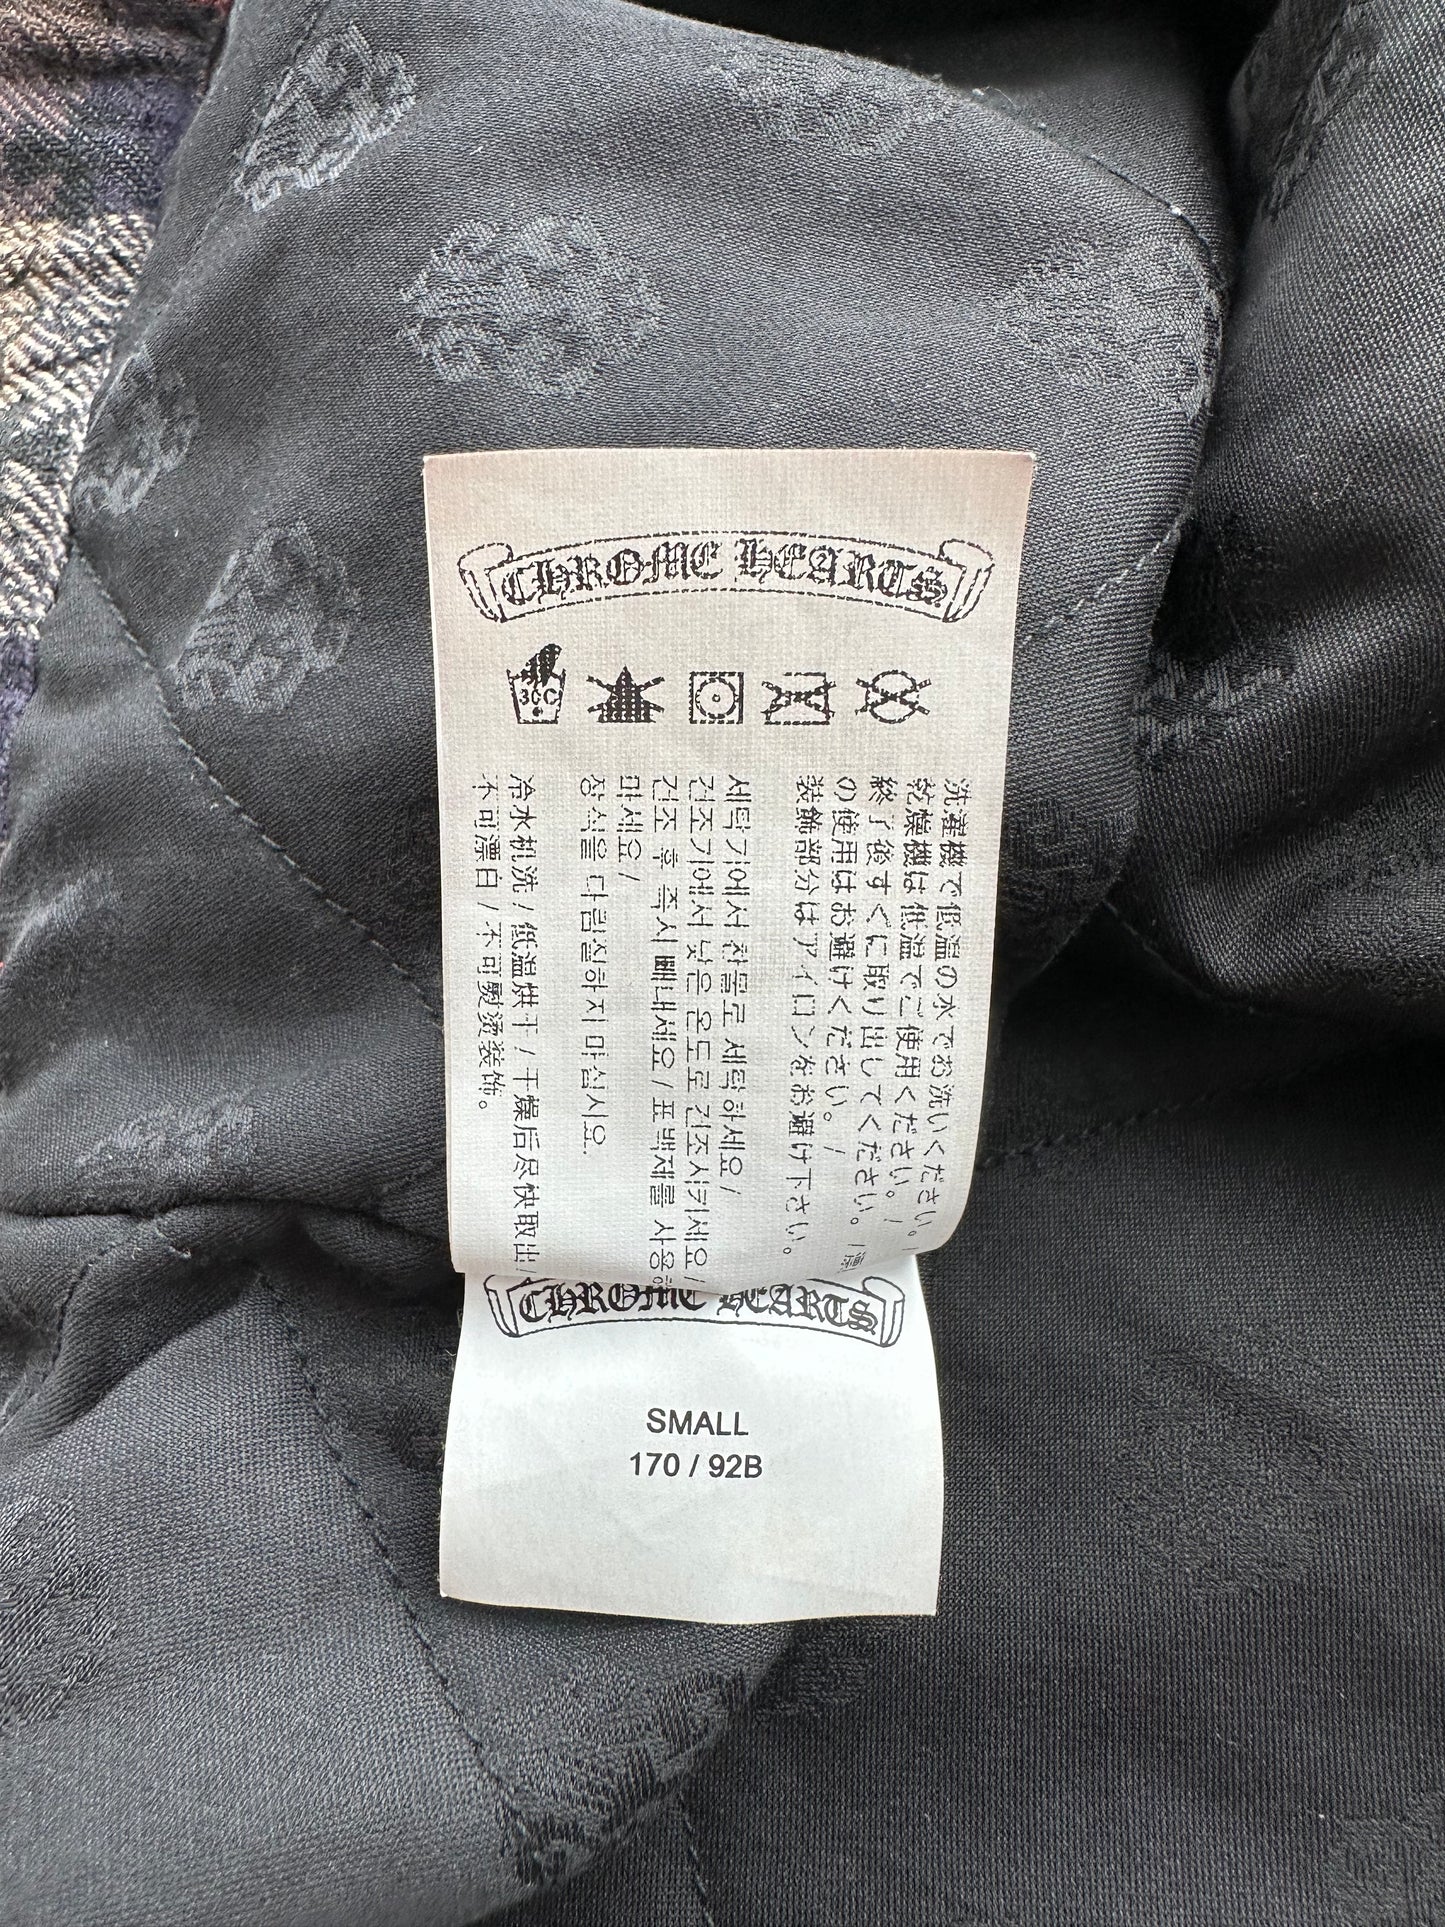 CHROME HEARTS
30C
洗濯機で低温の水でお洗いください。/
乾燥機は低温でご使用ください。/
終了後すぐに取り出してください。/ 漂
の使用はお避けください。/
装飾部分はアイロンをお避け下さい。
세탁기에서 찬물로 세탁하세요/
건조기에서 낮은 온도로 건조시키세요/
건조 후 즉시 빼내세요/표백제를 사용하
마세요/
장식을 다림질하지 마십시오.
冷水机洗/低温烘干/干燥后尽快取出/
不可漂白/不可熨烫装饰。
CHROME HEARTS
SMALL
170 / 92B